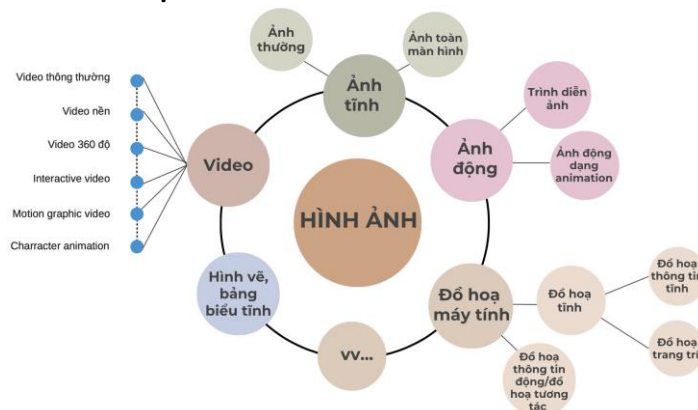 Ảnh
thường
Ảnh toàn
màn hình
Ảnh
tĩnh
Trình diễn
ảnh
Ảnh
động
Ảnh động
dạng
animation
Video thông thường
Video nền
Video 360 độ
Interactive video
Motion graphic video
Charracter animation
Video
HÌNH ẢNH
Hình vẽ,
bảng
biểu tĩnh
Đồ hoạ
máy tính
Đồ hoạ
tĩnh
Đồ hoạ
thông tin
tĩnh
Đồ hoạ
trang trí
vv...
Đồ hoạ
thông tin
động/đồ
hoạ tương
tác